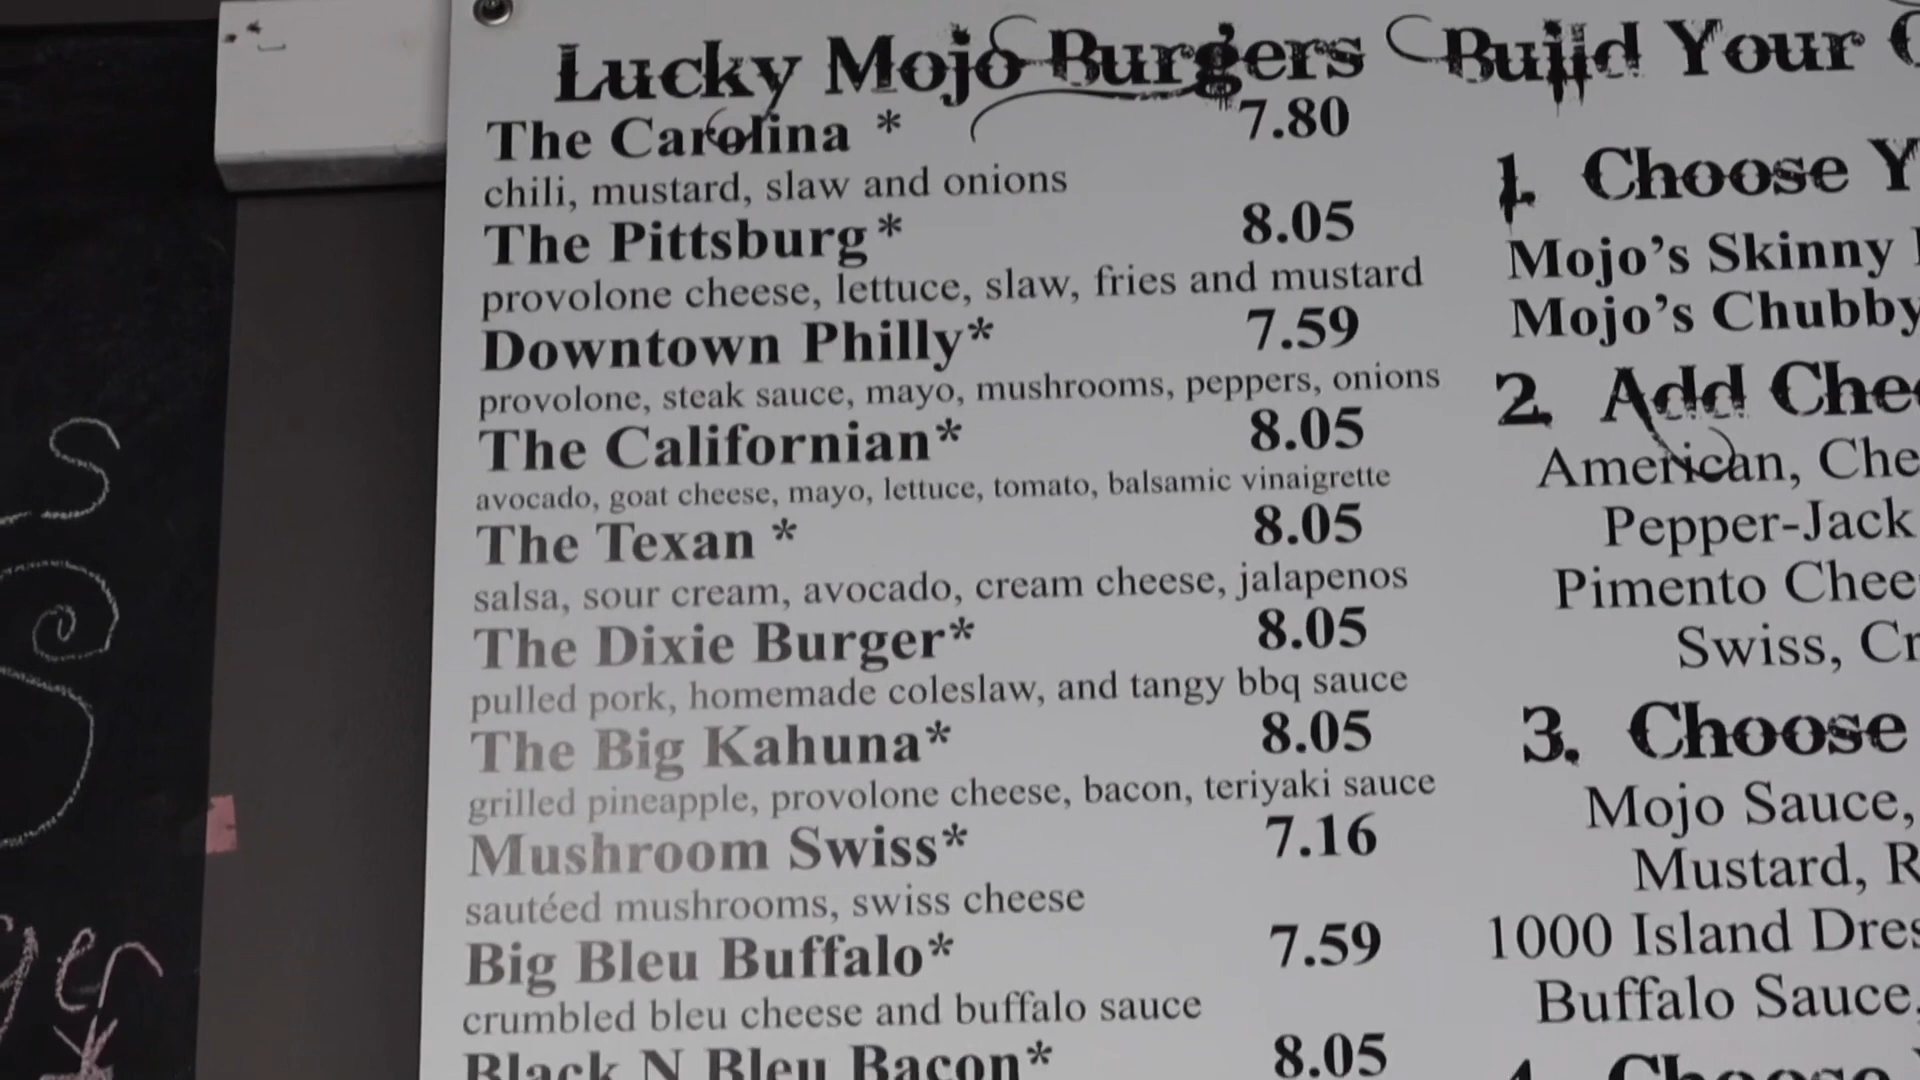 Lucky Mojo Burgers
The Carolina * 7.80
chili, mustard, slaw and onions
The Pittsburg* 8.05
provolone cheese, lettuce, slaw, fries and mustard
Downtown Philly* 7.59
provolone, steak sauce, mayo, mushrooms, peppers, onions
The Californian* 8.05
avocado, goat cheese, mayo, lettuce, tomato, balsamic vinaigrette
The Texan * 8.05
salsa, sour cream, avocado, cream cheese, jalapenos
The Dixie Burger* 8.05
pulled pork, homemade coleslaw, and tangy bbq sauce
The Big Kahuna* 8.05
grilled pineapple, provolone cheese, bacon, teriyaki sauce
Mushroom Swiss* 7.16
sautéed mushrooms, swiss cheese
Big Bleu Buffalo* 7.59
crumbled bleu cheese and buffalo sauce
Black N Bleu Bacon* 8.05
Build Your
1. Choose Y
Mojo's Skinny
Mojo's Chubby
2. Add Chee
American, Che
Pepper-Jack
Pimento Chee
Swiss, Cr
3. Choose
Mojo Sauce,
Mustard, R
1000 Island Dres
Buffalo Sauce,
4. Choose